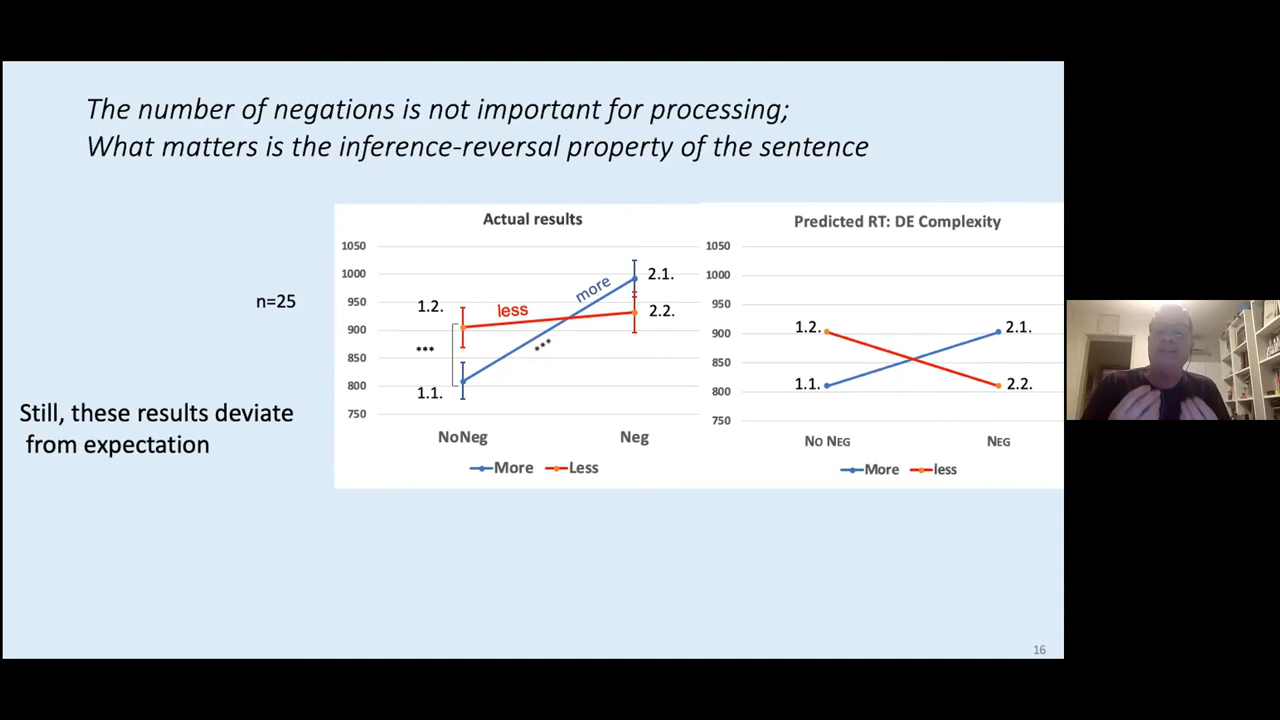 The number of negations is not important for processing;
What matters is the inference-reversal property of the sentence
n=25
Still, these results deviate
from expectation
Actual results
1050
1000
950
900
850
800
750
1.2.
***
1.1.
less
more
***
2.1.
2.2.
NoNeg Neg
More Less
Predicted RT: DE Complexity
1050
1000
950
900
850
800
750
1.2.
1.1.
2.1.
2.2.
NO NEG NEG
More less
16